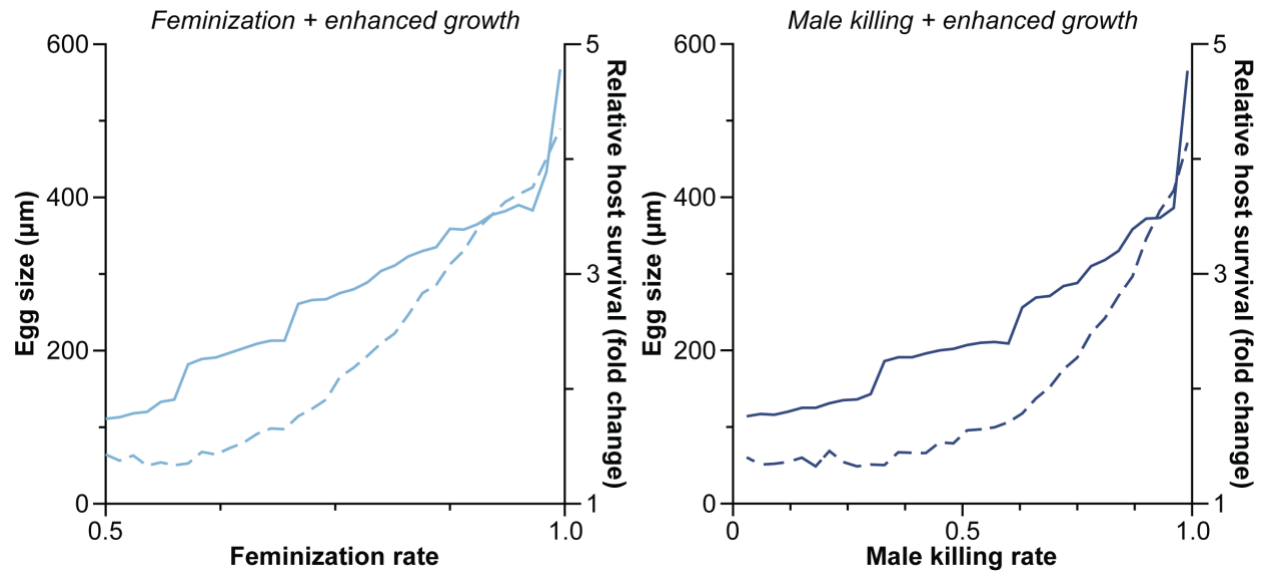 Feminization + enhanced growth
600
400
200
0
Egg size (μm)
5
3
1
Relative host survival (fold change)
0.5
1.0
Feminization rate
Male killing + enhanced growth
600
400
200
0
Egg size (μm)
5
3
1
Relative host survival (fold change)
0
0.5
1.0
Male killing rate